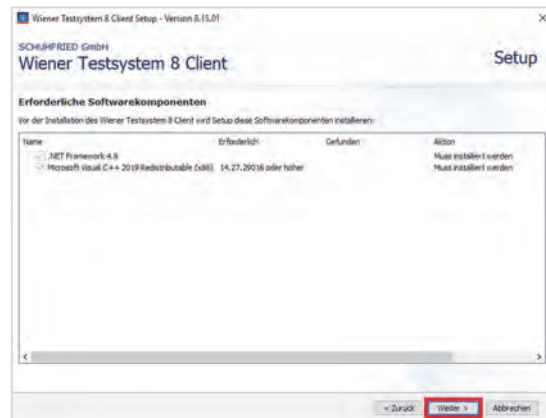 Wiener Testsystem 8 Client Setup - Version 8.15.01
SCHUHFRIED GmbH
Wiener Testsystem 8 Client
Setup
Erforderliche Softwarekomponenten
Vor der Installation des Wiener Testsystem 8 Client wird Setup diese Softwarekomponenten installieren:
Name Erforderlich Gefunden Aktion
.NET Framework 4.8 Muss installiert werden
Microsoft Visual C++ 2019 Redistributable (x86) 14.27.29016 oder höher Muss installiert werden
< Zurück Weiter > Abbrechen